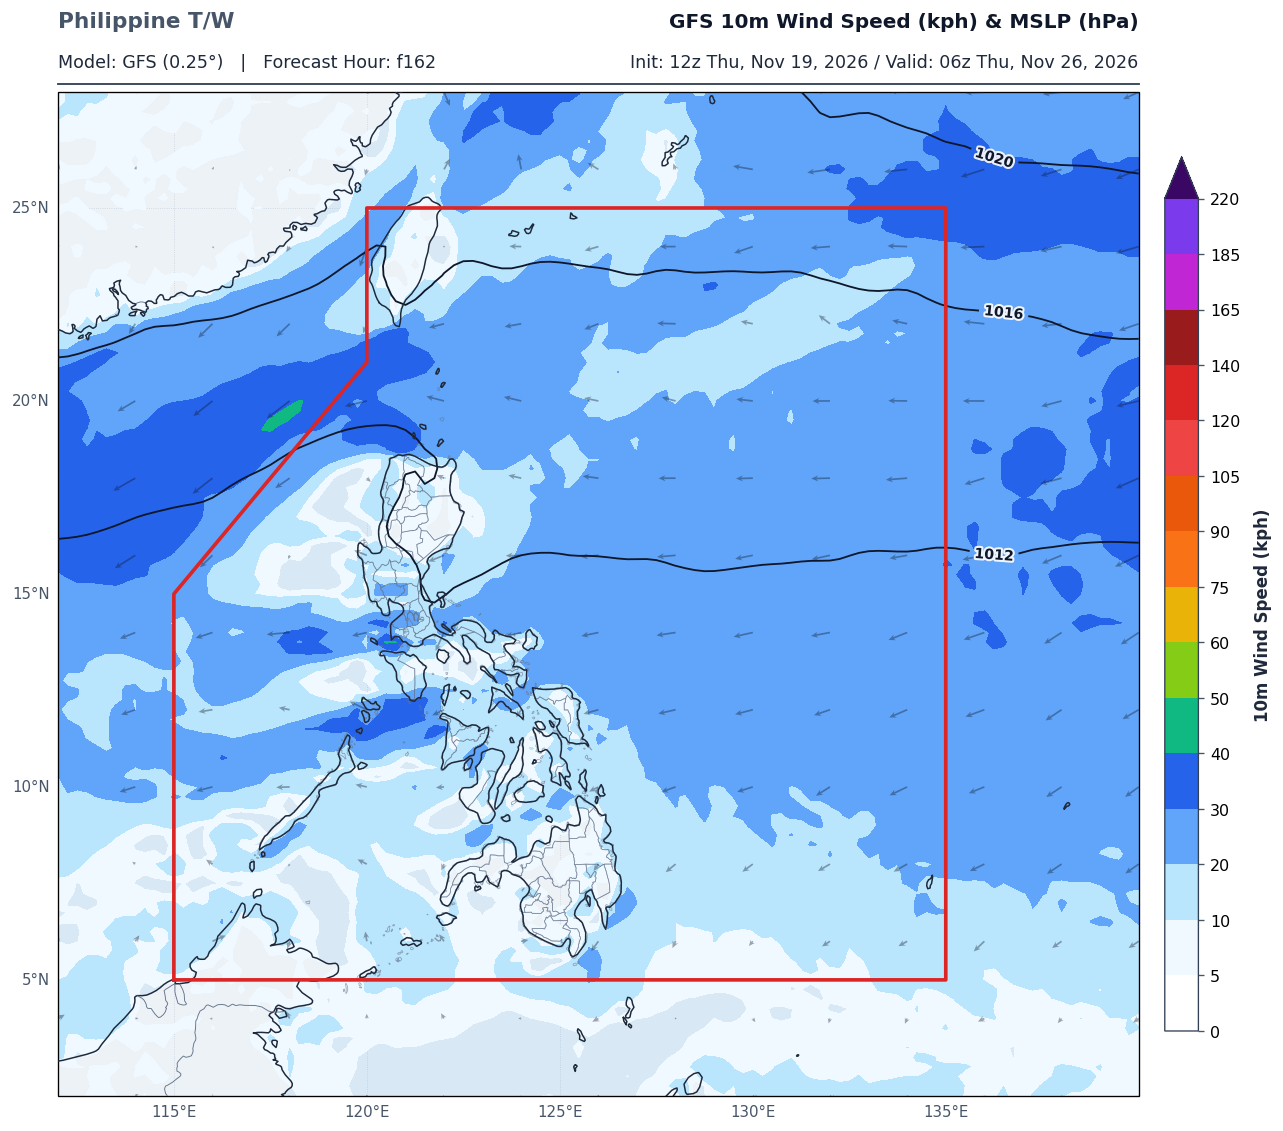 Philippine T/W
GFS 10m Wind Speed (kph) & MSLP (hPa)
Model: GFS (0.25°) | Forecast Hour: f162
Init: 12z Thu, Nov 19, 2026 / Valid: 06z Thu, Nov 26, 2026
1020
25°N
1016
20°N
1012
15°N
10°N
5°N
115°E
120°E
125°E
130°E
135°E
220
185
165
140
120
105
90
75
60
50
40
30
20
10
5
0
10m Wind Speed (kph)